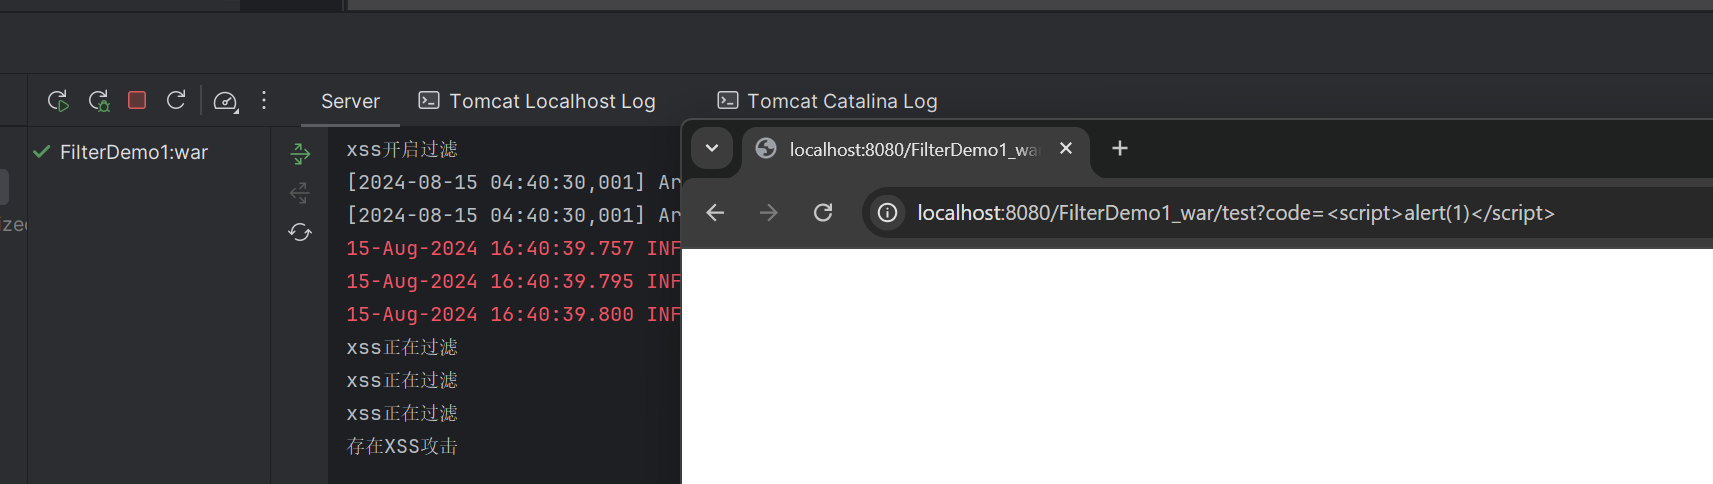 Server
Tomcat Localhost Log
Tomcat Catalina Log
FilterDemo1:war
xss开启过滤
[2024-08-15 04:40:30,001] Ar
[2024-08-15 04:40:30,001] Ar
15-Aug-2024 16:40:39.757 INF
15-Aug-2024 16:40:39.795 INF
15-Aug-2024 16:40:39.800 INF
xss正在过滤
xss正在过滤
xss正在过滤
存在XSS攻击
localhost:8080/FilterDemo1_wa
localhost:8080/FilterDemo1_war/test?code=<script>alert(1)</script>